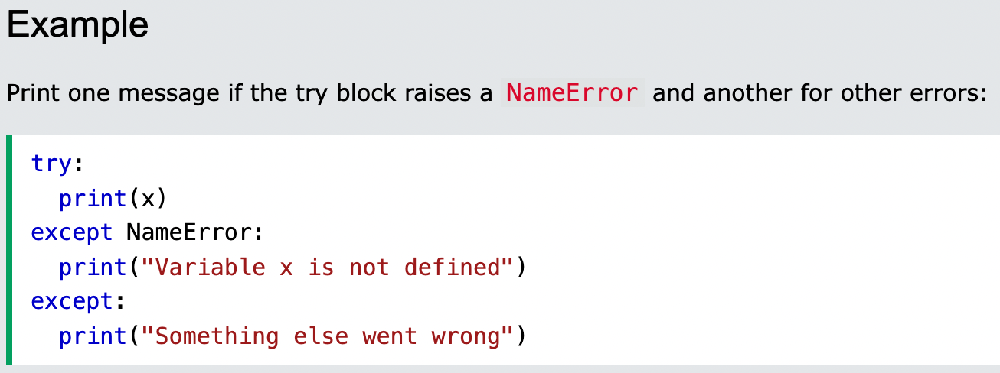 Example
Print one message if the try block raises a NameError and another for other errors:
try:
  print(x)
except NameError:
  print("Variable x is not defined")
except:
  print("Something else went wrong")